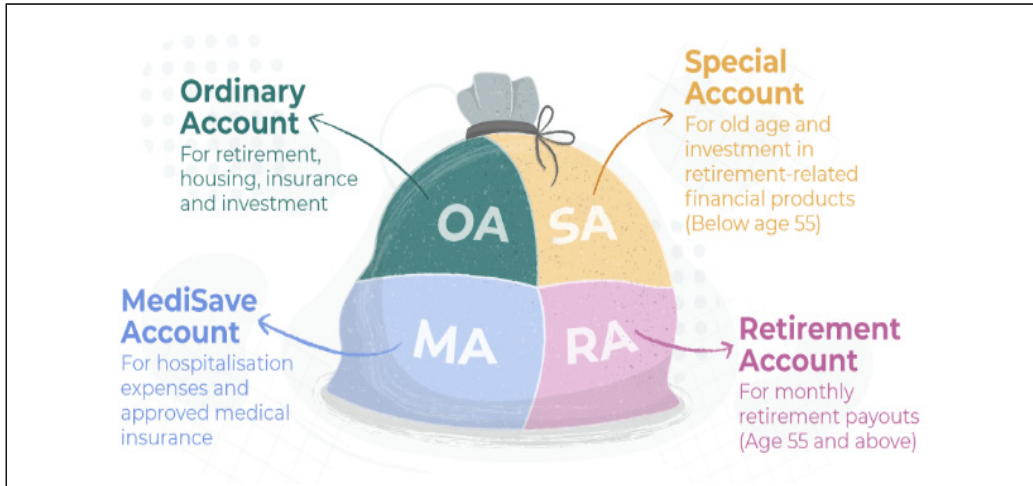 Ordinary
Account
For retirement,
housing, insurance
and investment
Special
Account
For old age and
investment in
retirement-related
financial products
(Below age 55)
OA
SA
MA
RA
MediSave
Account
For hospitalisation
expenses and
approved medical
insurance
Retirement
Account
For monthly
retirement payouts
(Age 55 and above)